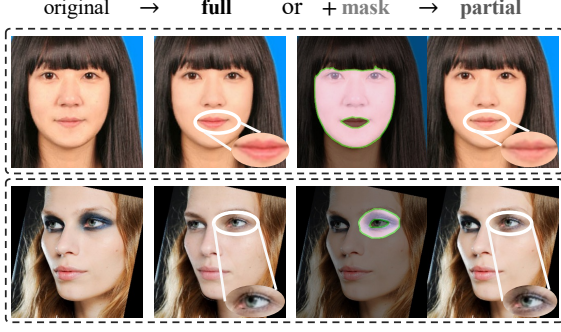 original → full or + mask → partial